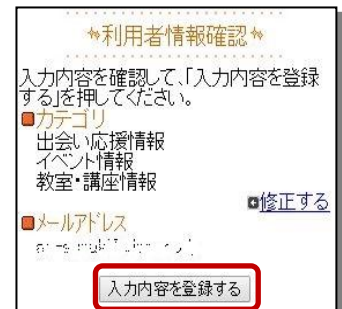 利用者情報確認
入力内容を確認して、「入力内容を登録
する」を押してください。
カテゴリ
出会い応援情報
イベント情報
教室・講座情報
修正する
メールアドレス
入力内容を登録する